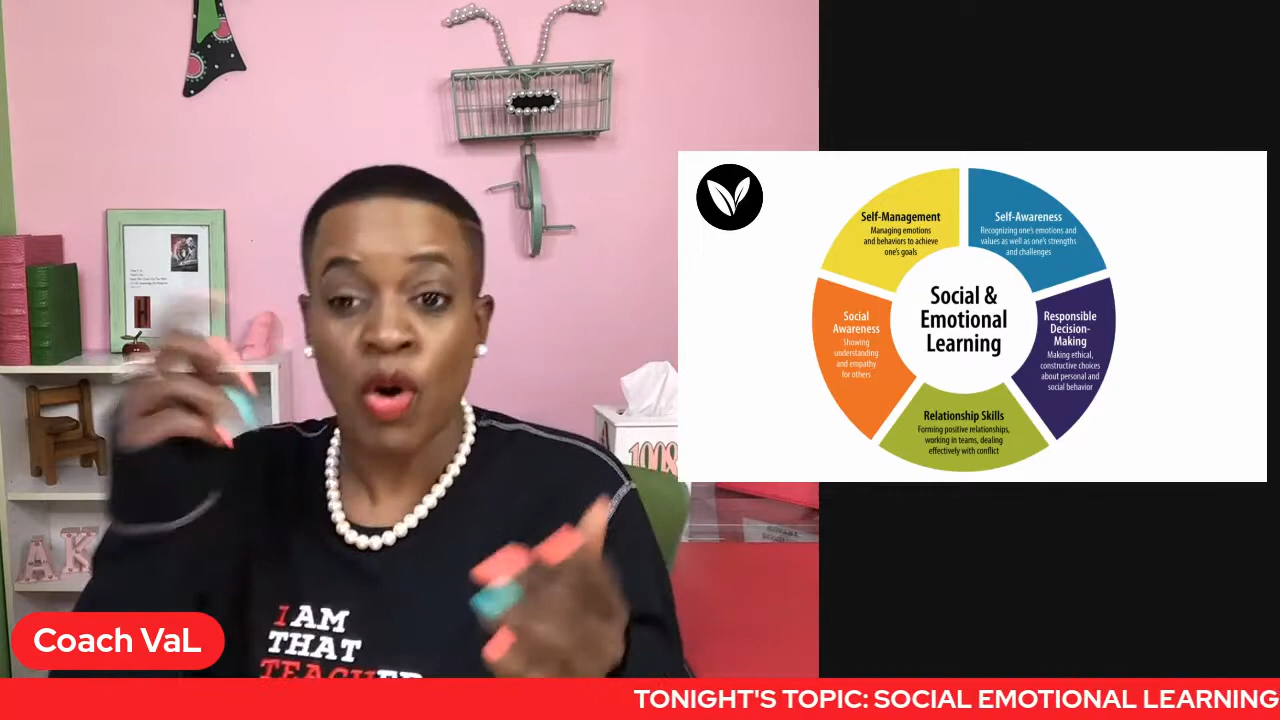 Self-Management
Managing emotions
and behaviors to achieve
one's goals
Self-Awareness
Recognizing one's emotions and
values as well as one's strengths
and challenges
Social
Awareness
Showing
understanding
and empathy
for others
Social &
Emotional
Learning
Responsible
Decision-
Making
Making ethical,
constructive choices
about personal and
social behavior
Relationship Skills
Forming positive relationships,
working in teams, dealing
effectively with conflict
1008
AK
I AM
THAT
TEACHER
Coach VaL
TONIGHT'S TOPIC: SOCIAL EMOTIONAL LEARNING